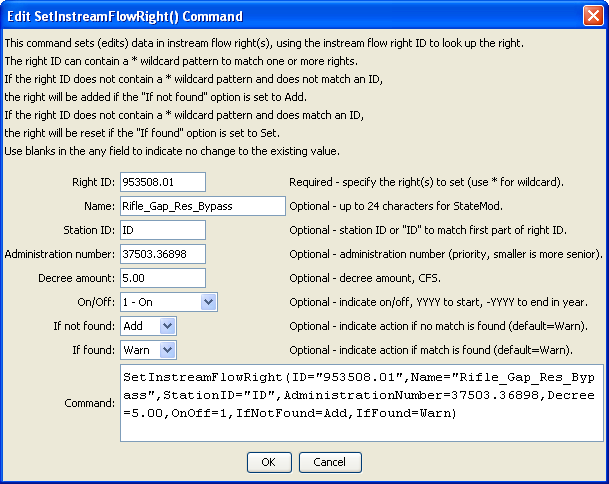 Edit SetInstreamFlowRight() Command
This command sets (edits) data in instream flow right(s), using the instream flow right ID to look up the right.
The right ID can contain a * wildcard pattern to match one or more rights.
If the right ID does not contain a * wildcard pattern and does not match an ID,
the right will be added if the "If not found" option is set to Add.
If the right ID does not contain a * wildcard pattern and does match an ID,
the right will be reset if the "If found" option is set to Set.
Use blanks in the any field to indicate no change to the existing value.
Right ID: 953508.01 Required - specify the right(s) to set (use * for wildcard).
Name: Rifle_Gap_Res_Bypass Optional - up to 24 characters for StateMod.
Station ID: ID Optional - station ID or "ID" to match first part of right ID.
Administration number: 37503.36898 Optional - administration number (priority, smaller is more senior).
Decree amount: 5.00 Optional - decree amount, CFS.
On/Off: 1 - On Optional - indicate on/off, YYYY to start, -YYYY to end in year.
If not found: Add Optional - indicate action if no match is found (default=Warn).
If found: Warn Optional - indicate action if match is found (default=Warn).
Command: SetInstreamFlowRight(ID="953508.01",Name="Rifle_Gap_Res_Byp
ass",StationID="ID",AdministrationNumber=37503.36898,Decree
=5.00,OnOff=1,IfNotFound=Add,IfFound=Warn)
OK Cancel